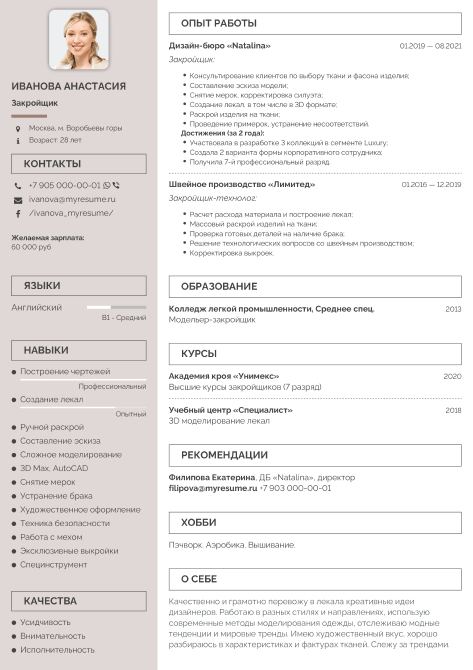 ИВАНОВА АНАСТАСИЯ
Закройщик
Москва, м. Воробьевы горы
Возраст: 28 лет
КОНТАКТЫ
+7 905 000-00-01
ivanova@myresume.ru
/ivanova_myresume/
Желаемая зарплата:
60 000 руб
ЯЗЫКИ
Английский
B1 - Средний
НАВЫКИ
Построение чертежей
Профессиональный
Создание лекал
Опытный
Ручной раскрой
Составление эскиза
Сложное моделирование
3D Max, AutoCAD
Снятие мерок
Устранение брака
Художественное оформление
Техника безопасности
Работа с мехом
Эксклюзивные выкройки
Специнструмент
КАЧЕСТВА
Усидчивость
Внимательность
Исполнительность
ОПЫТ РАБОТЫ
Дизайн-бюро «Natalina» 01.2019 — 08.2021
Закройщик:
Консультирование клиентов по выбору ткани и фасона изделия;
Составление эскиза модели;
Снятие мерок, корректировка силуэта;
Создание лекал, в том числе в 3D формате;
Раскрой изделия на ткани;
Проведение примерок, устранение несоответствий.
Достижения (за 2 года):
Участвовала в разработке 3 коллекций в сегменте Luxury;
Создала 2 варианта формы корпоративного сотрудника;
Получила 7-й профессиональный разряд.
Швейное производство «Лимитед» 01.2016 — 12.2019
Закройщик-технолог:
Расчет расхода материала и построение лекал;
Массовый раскрой изделий на ткани;
Проверка готовых деталей на наличие брака;
Решение технологических вопросов со швейным производством;
Корректировка выкроек.
ОБРАЗОВАНИЕ
Колледж легкой промышленности, Среднее спец. 2013
Модельер-закройщик
КУРСЫ
Академия кроя «Унимекс» 2020
Высшие курсы закройщиков (7 разряд)
Учебный центр «Специалист» 2018
3D моделирование лекал
РЕКОМЕНДАЦИИ
Филипова Екатерина, ДБ «Natalina», директор
filipova@myresume.ru +7 903 000-00-01
ХОББИ
Пэчворк. Аэробика. Вышивание.
О СЕБЕ
Качественно и грамотно перевожу в лекала креативные идеи
дизайнеров. Работаю в разных стилях и направлениях, использую
современные методы моделирования одежды, отслеживаю модные
тенденции и мировые тренды. Имею художественный вкус, хорошо
разбираюсь в характеристиках и фактурах тканей. Слежу за трендами.